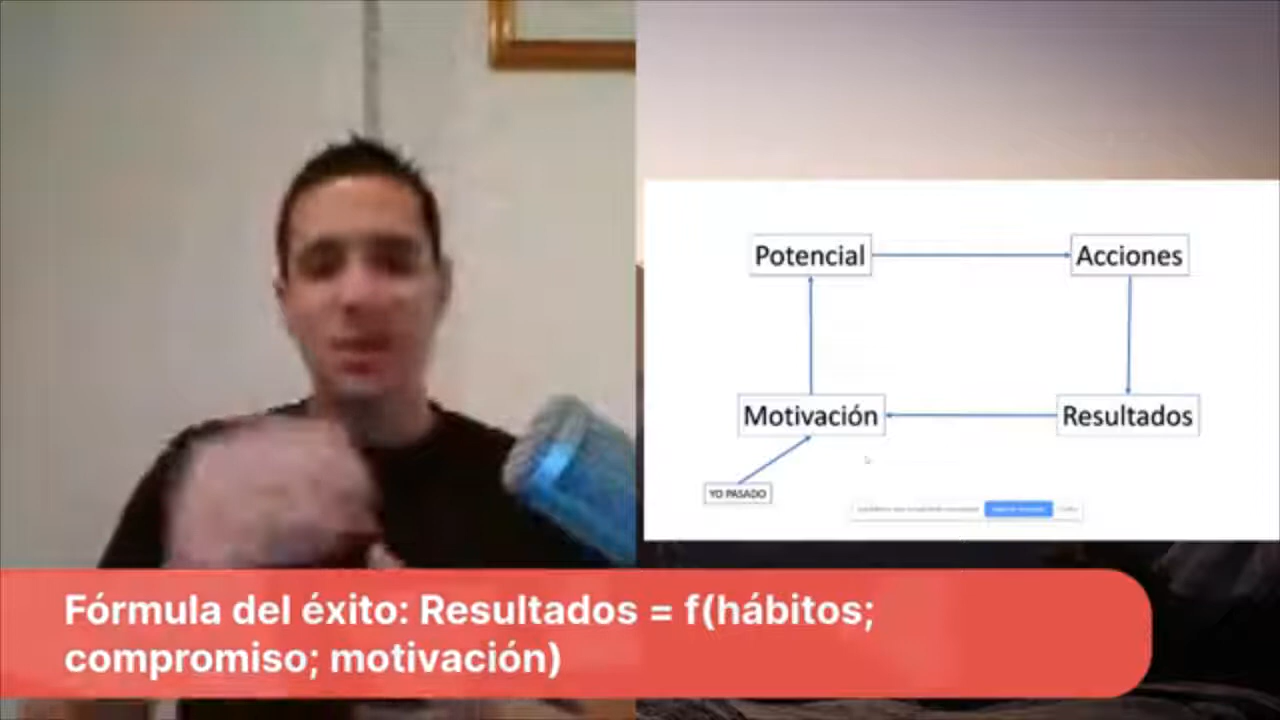 Potencial
Acciones
Motivación
Resultados
YO PASADO
Fórmula del éxito: Resultados = f(hábitos;
compromiso; motivación)